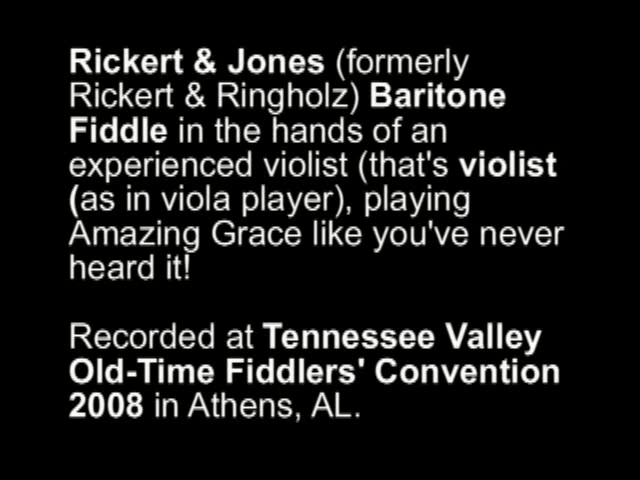 Rickert & Jones (formerly
Rickert & Ringholz) Baritone
Fiddle in the hands of an
experienced violist (that's violist
(as in viola player), playing
Amazing Grace like you've never
heard it!
Recorded at Tennessee Valley
Old-Time Fiddlers' Convention
2008 in Athens, AL.